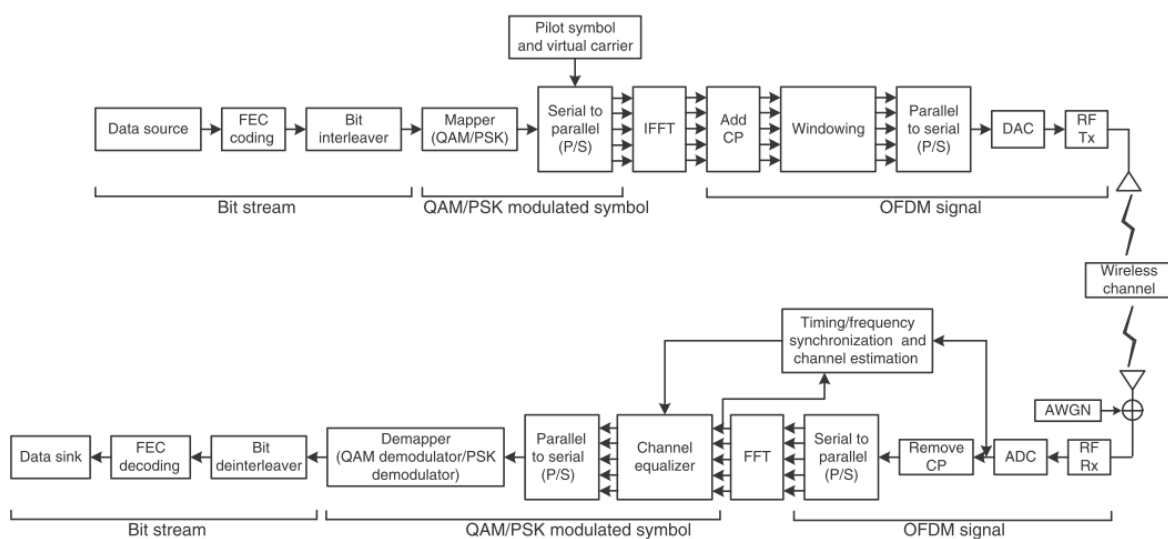 Pilot symbol
and virtual carrier
Data source
FEC
coding
Bit
interleaver
Mapper
(QAM/PSK)
Serial to
parallel
(P/S)
IFFT
Add
CP
Windowing
Parallel
to serial
(P/S)
DAC
RF
Tx
Bit stream
QAM/PSK modulated symbol
OFDM signal
Wireless
channel
Timing/frequency
synchronization and
channel estimation
AWGN
Data sink
FEC
decoding
Bit
deinterleaver
Demapper
(QAM demodulator/PSK
demodulator)
Parallel
to serial
(P/S)
Channel
equalizer
FFT
Serial to
parallel
(P/S)
Remove
CP
ADC
RF
Rx
Bit stream
QAM/PSK modulated symbol
OFDM signal